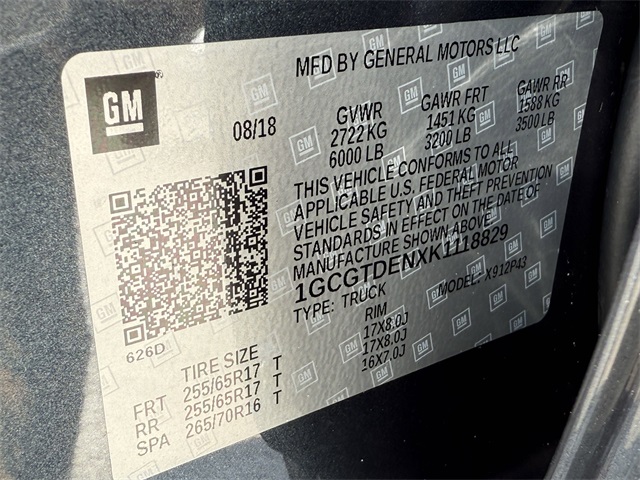 MFD BY GENERAL MOTORS LLC
GM
08/18
GVWR GAWR FRT GAWR RR
2722 KG 1451 KG 1588 KG
6000 LB 3200 LB 3500 LB
THIS VEHICLE CONFORMS TO ALL
APPLICABLE U.S. FEDERAL MOTOR
VEHICLE SAFETY AND THEFT PREVENTION
STANDARDS IN EFFECT ON THE DATE OF
MANUFACTURE SHOWN ABOVE.
1GCGTDENXK1118829
TYPE: TRUCK MODEL: X912P43
626D
TIRE SIZE RIM
FRT 255/65R17 T 17X8.0J
RR 255/65R17 T 17X8.0J
SPA 265/70R16 T 16X7.0J